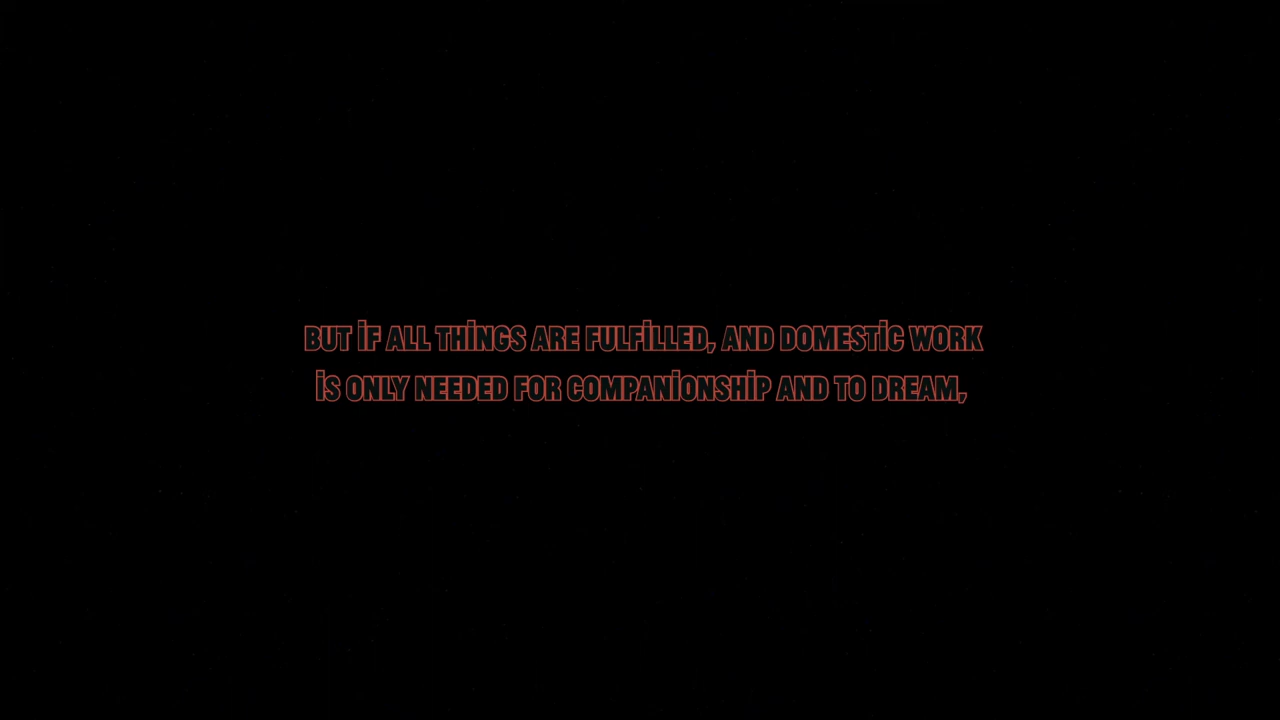 BUT iF ALL THiNGS ARE FULFiLLED, AND DOMESTiC WORK
iS ONLY NEEDED FOR COMPANiONSHiP AND TO DREAM,